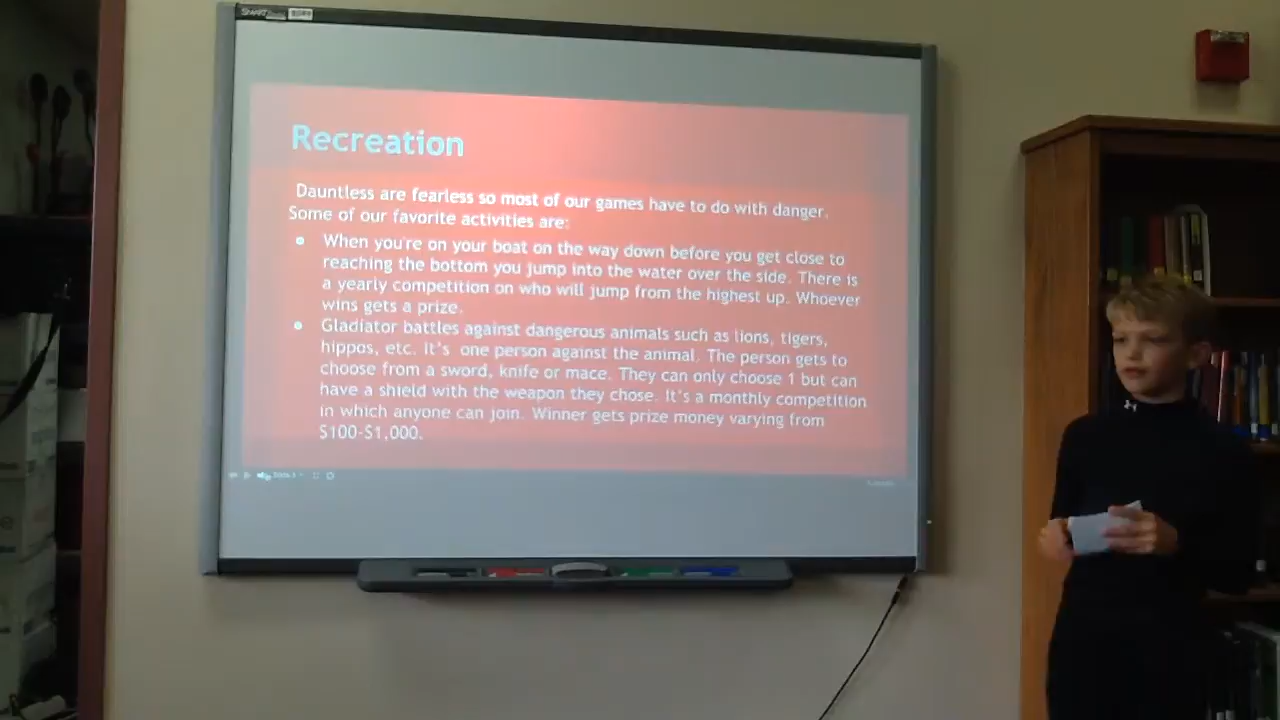 SMART
Recreation
Dauntless are fearless so most of our games have to do with danger.
Some of our favorite activities are:
When you're on your boat on the way down before you get close to
reaching the bottom you jump into the water over the side. There is
a yearly competition on who will jump from the highest up. Whoever
wins gets a prize.
Gladiator battles against dangerous animals such as lions, tigers,
hippos, etc. It's one person against the animal. The person gets to
choose from a sword, knife or mace. They can only choose 1 but can
have a shield with the weapon they chose. It's a monthly competition
in which anyone can join. Winner gets prize money varying from
$100-$1,000.